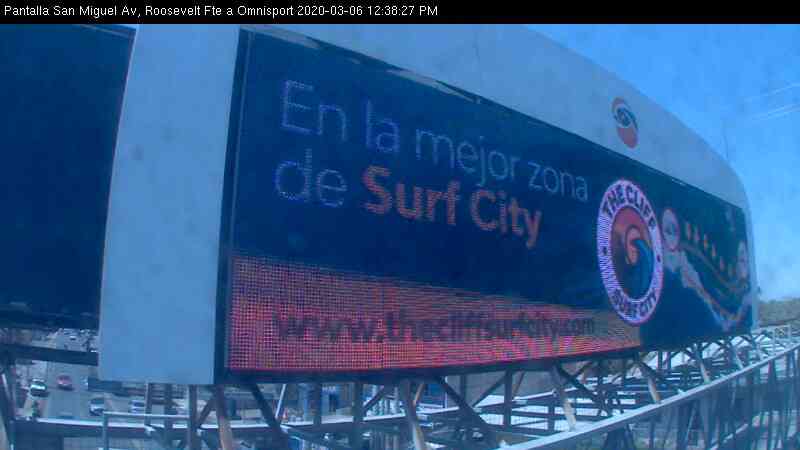 Pantalla San Miguel Av, Roosevelt Fte a Omnisport 2020-03-06 12:38:27 PM
En la mejor zona
de Surf City
THE CLIFF
SURF CITY
www.thecliffsurfcity.com